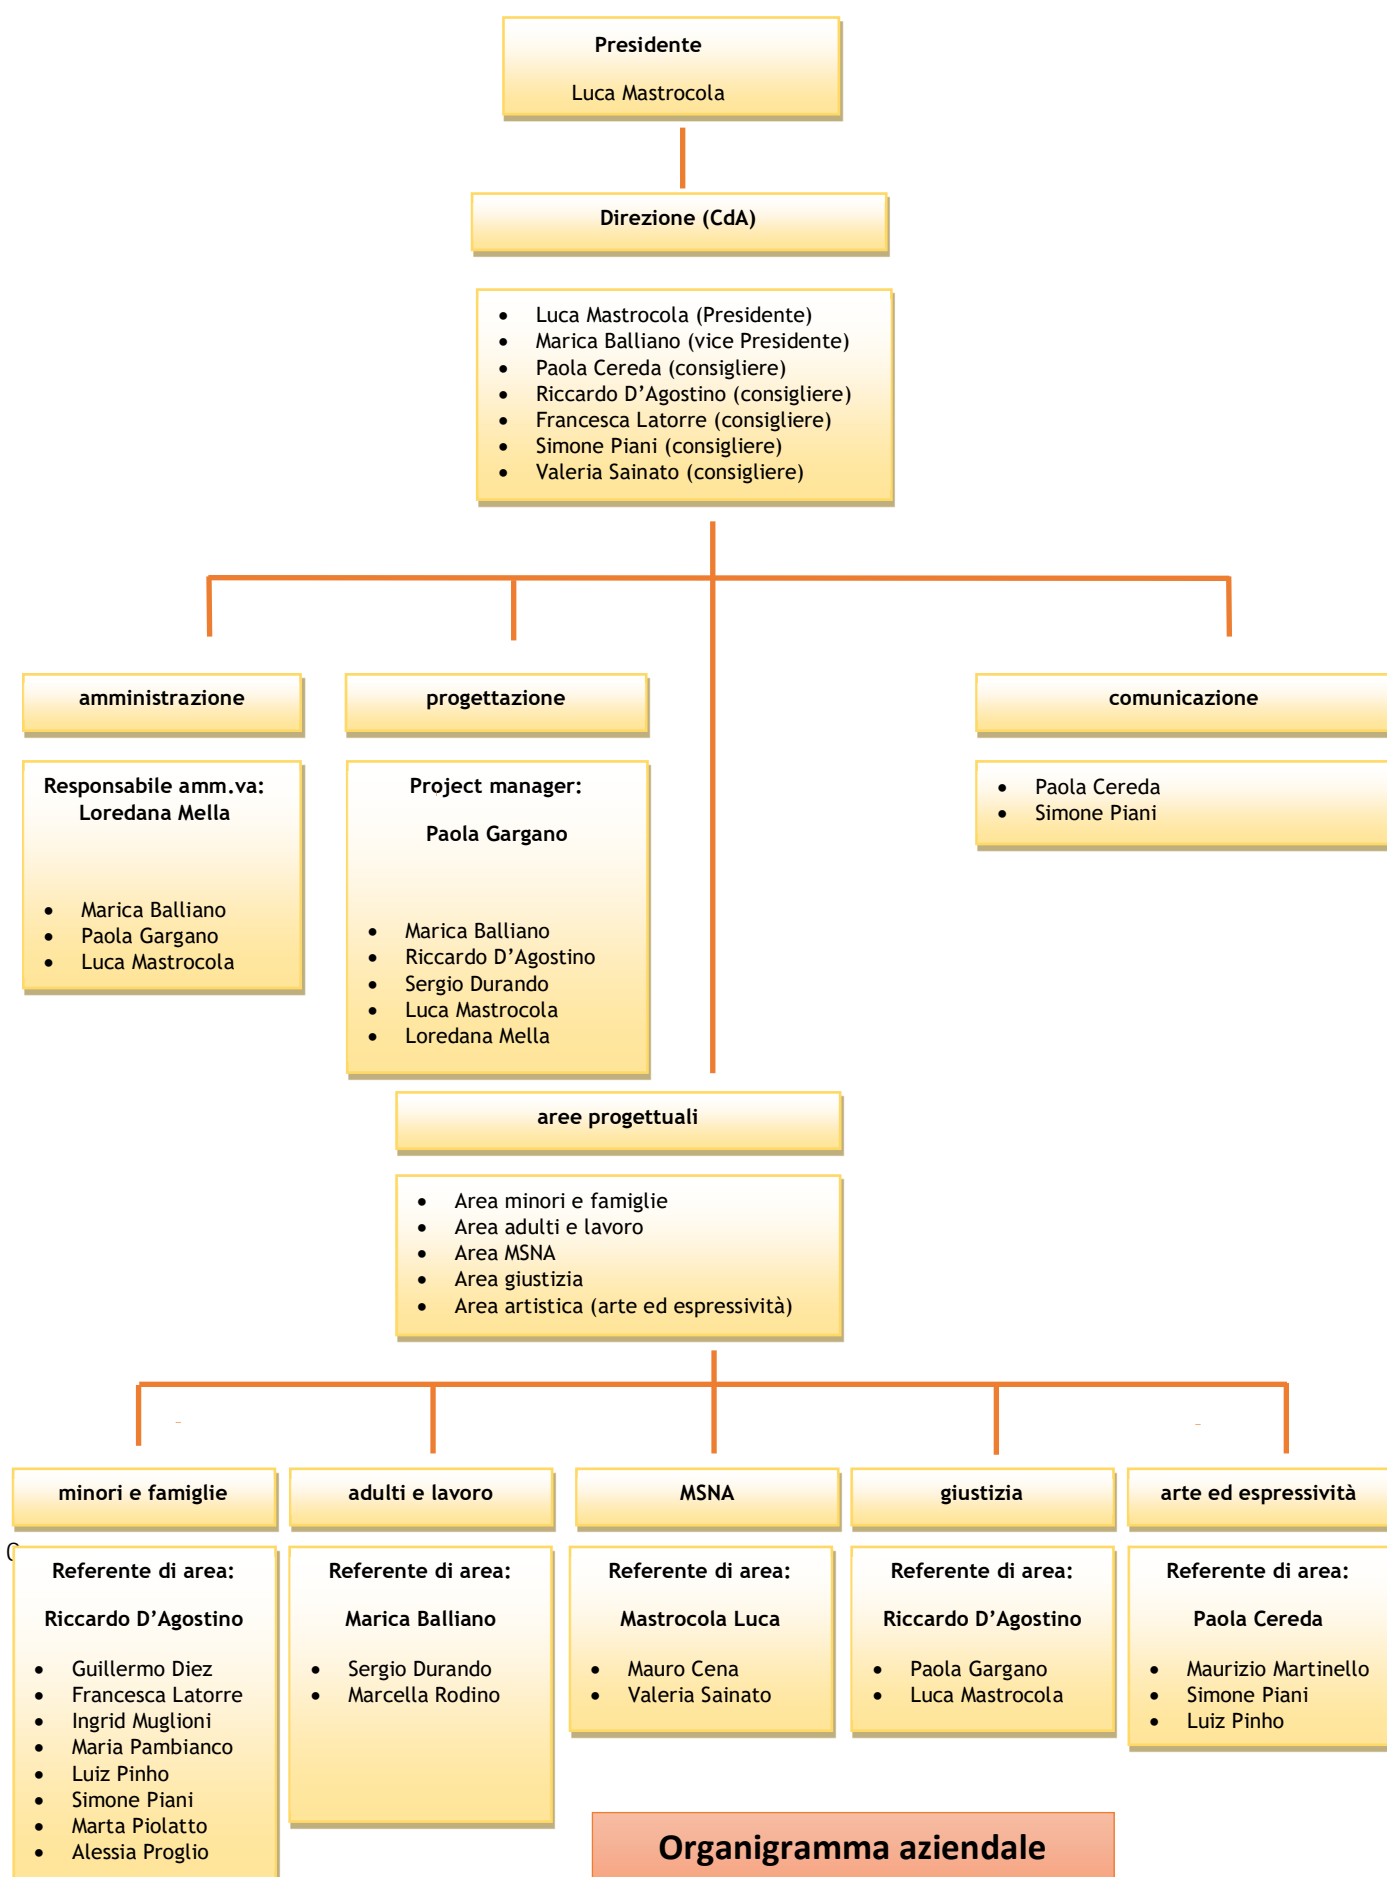 Presidente
Luca Mastrocola
Direzione (CdA)
• Luca Mastrocola (Presidente)
• Marica Balliano (vice Presidente)
• Paola Cereda (consigliere)
• Riccardo D’Agostino (consigliere)
• Francesca Latorre (consigliere)
• Simone Piani (consigliere)
• Valeria Sainato (consigliere)
amministrazione
Responsabile amm.va:
Loredana Mella
• Marica Balliano
• Paola Gargano
• Luca Mastrocola
progettazione
Project manager:
Paola Gargano
• Marica Balliano
• Riccardo D’Agostino
• Sergio Durando
• Luca Mastrocola
• Loredana Mella
comunicazione
• Paola Cereda
• Simone Piani
aree progettuali
• Area minori e famiglie
• Area adulti e lavoro
• Area MSNA
• Area giustizia
• Area artistica (arte ed espressività)
minori e famiglie
Referente di area:
Riccardo D’Agostino
• Guillermo Diez
• Francesca Latorre
• Ingrid Muglioni
• Maria Pambianco
• Luiz Pinho
• Simone Piani
• Marta Piolatto
• Alessia Proglio
adulti e lavoro
Referente di area:
Marica Balliano
• Sergio Durando
• Marcella Rodino
MSNA
Referente di area:
Mastrocola Luca
• Mauro Cena
• Valeria Sainato
giustizia
Referente di area:
Riccardo D’Agostino
• Paola Gargano
• Luca Mastrocola
arte ed espressività
Referente di area:
Paola Cereda
• Maurizio Martinello
• Simone Piani
• Luiz Pinho
Organigramma aziendale